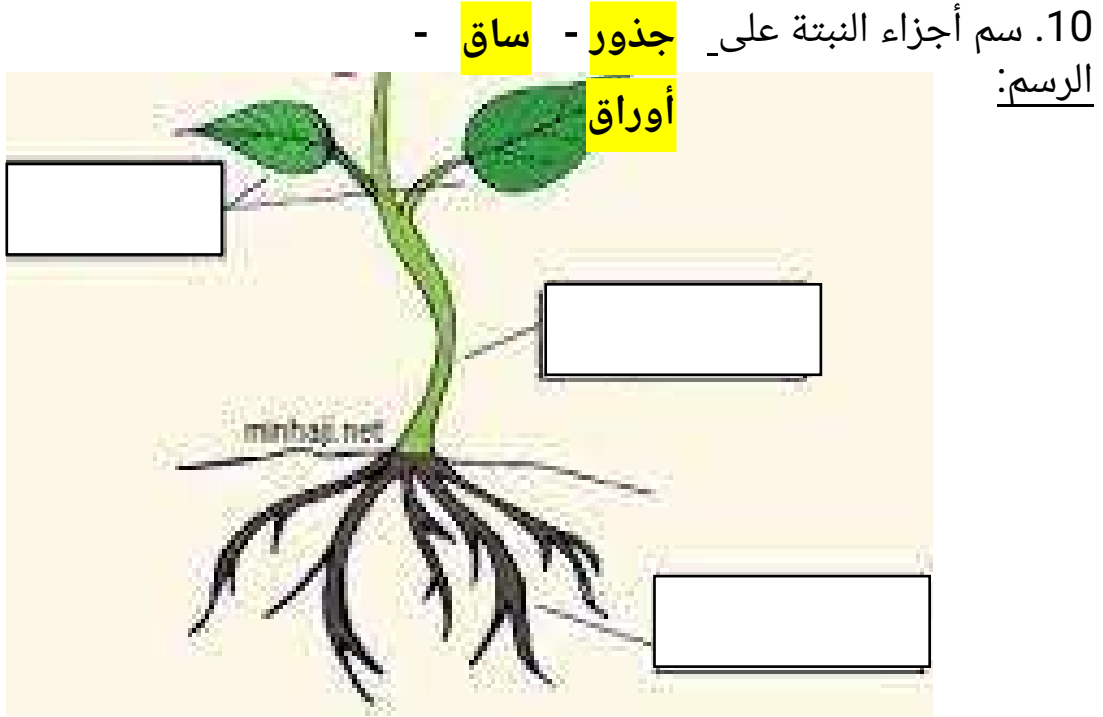 10. سم أجزاء النبتة على جذور - ساق -
الرسم:
أوراق
minhaji.net